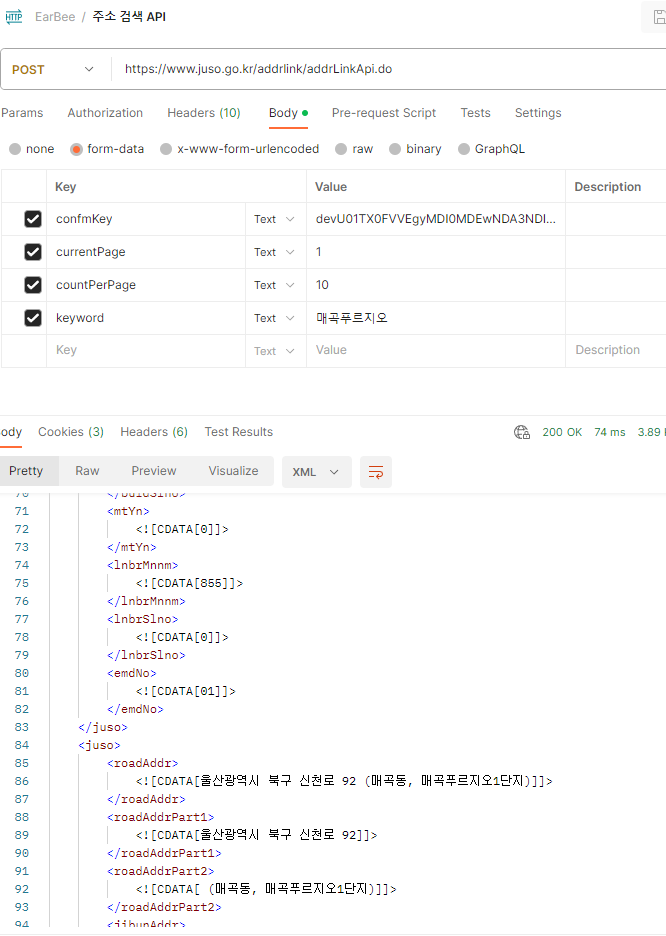 HTTP EarBee / 주소 검색 API
POST https://www.juso.go.kr/addrlink/addrLinkApi.do
Params Authorization Headers (10) Body Pre-request Script Tests Settings
none form-data x-www-form-urlencoded raw binary GraphQL
Key Value Description
confmKey Text devU01TX0FVVEgyMDI0MDEwNDA3NDI...
currentPage Text 1
countPerPage Text 10
keyword Text 매곡푸르지오
Key Text Value Description
ody Cookies (3) Headers (6) Test Results 200 OK 74 ms 3.89
Pretty Raw Preview Visualize XML
70 </buldSlno>
71 <mtYn>
72 <![CDATA[0]]>
73 </mtYn>
74 <lnbrMnnm>
75 <![CDATA[855]]>
76 </lnbrMnnm>
77 <lnbrSlno>
78 <![CDATA[0]]>
79 </lnbrSlno>
80 <emdNo>
81 <![CDATA[01]]>
82 </emdNo>
83 </juso>
84 <juso>
85 <roadAddr>
86 <![CDATA[울산광역시 북구 신천로 92 (매곡동, 매곡푸르지오1단지)]]>
87 </roadAddr>
88 <roadAddrPart1>
89 <![CDATA[울산광역시 북구 신천로 92]]>
90 </roadAddrPart1>
91 <roadAddrPart2>
92 <![CDATA[ (매곡동, 매곡푸르지오1단지)]]>
93 </roadAddrPart2>
94 <jibunAddr>